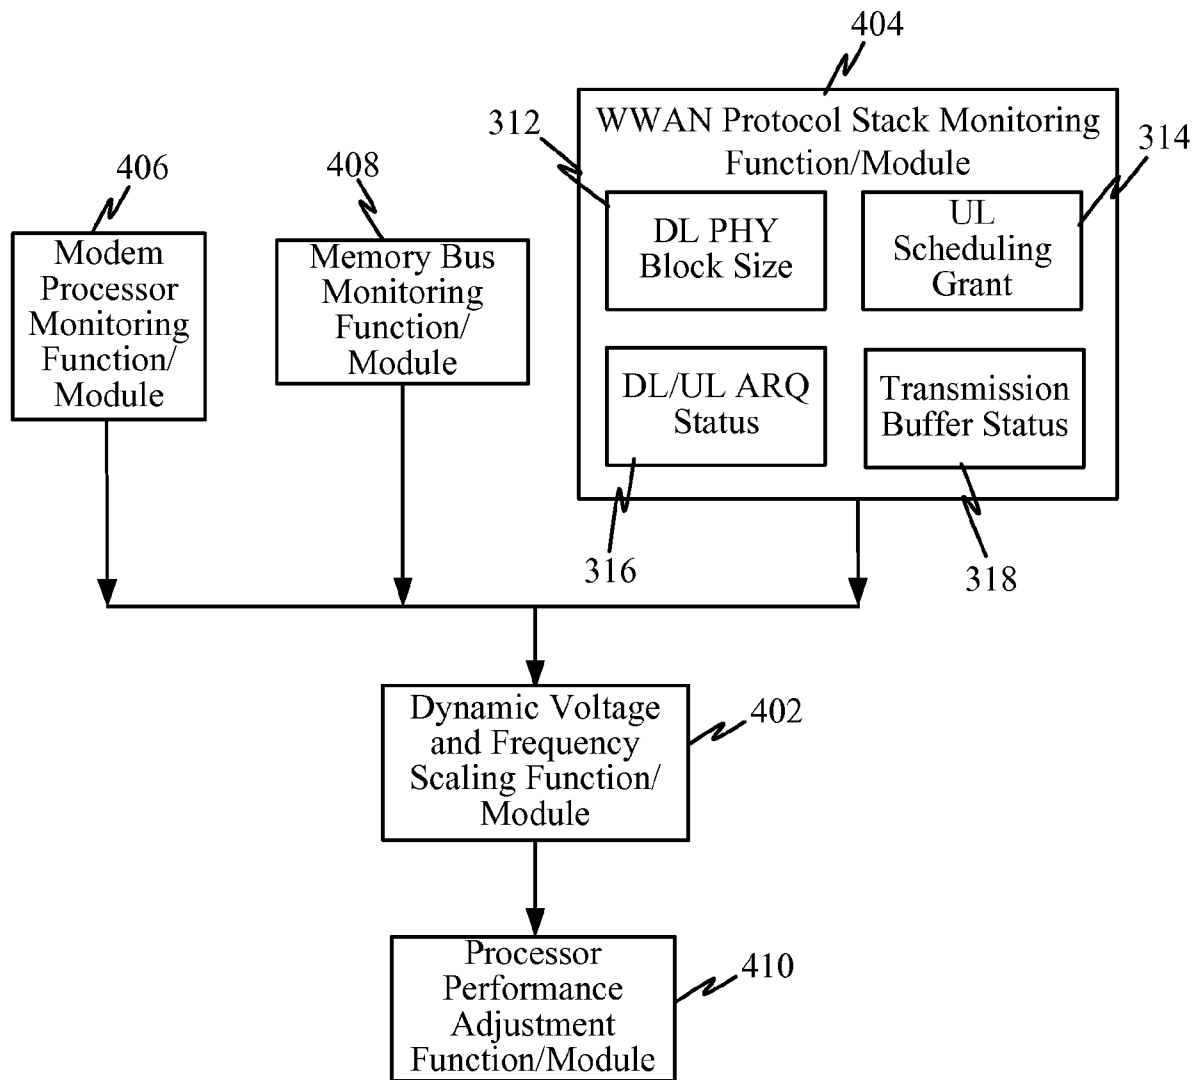 404
312
WWAN Protocol Stack Monitoring
Function/Module
314
406
408
DL PHY
Block Size
UL
Scheduling
Grant
Modem
Processor
Monitoring
Function/
Module
Memory Bus
Monitoring
Function/
Module
DL/UL ARQ
Status
Transmission
Buffer Status
316
318
Dynamic Voltage
and Frequency
Scaling Function/
Module
402
Processor
Performance
Adjustment
Function/Module
410